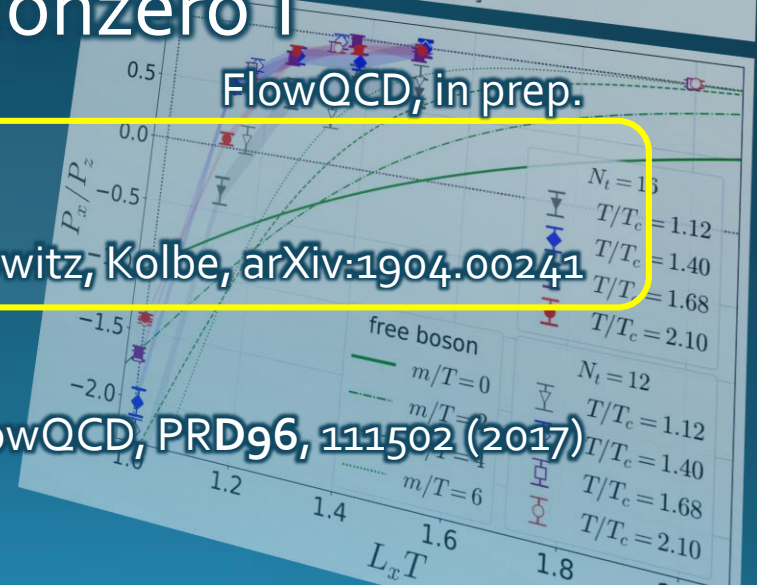 onzero T
FlowQCD, in prep.
0.5
0.0
−0.5
−1.5
−2.0
P_x/P_z
witz, Kolbe, arXiv:1904.00241
owQCD, PRD96, 111502 (2017)
N_t = 16
T/T_c = 1.12
T/T_c = 1.40
T/T_c = 1.68
T/T_c = 2.10
free boson
m/T=0
m/T=6
N_t = 12
T/T_c = 1.12
T/T_c = 1.40
T/T_c = 1.68
T/T_c = 2.10
1.0
1.2
1.4
1.6
1.8
L_xT